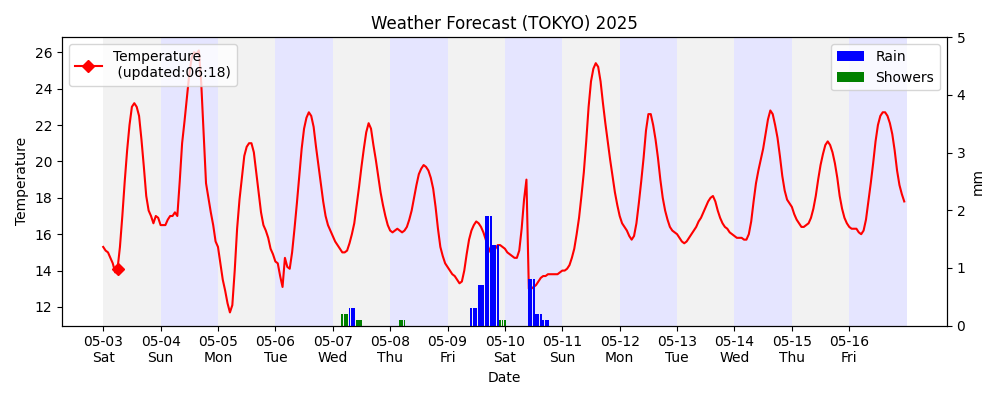 Weather Forecast (TOKYO) 2025
Temperature
(updated:06:18)
Rain
Showers
Temperature
26
24
22
20
18
16
14
12
5
4
3
2
1
0
mm
05-03 05-04 05-05 05-06 05-07 05-08 05-09 05-10 05-11 05-12 05-13 05-14 05-15 05-16
Sat Sun Mon Tue Wed Thu Fri Sat Sun Mon Tue Wed Thu Fri
Date